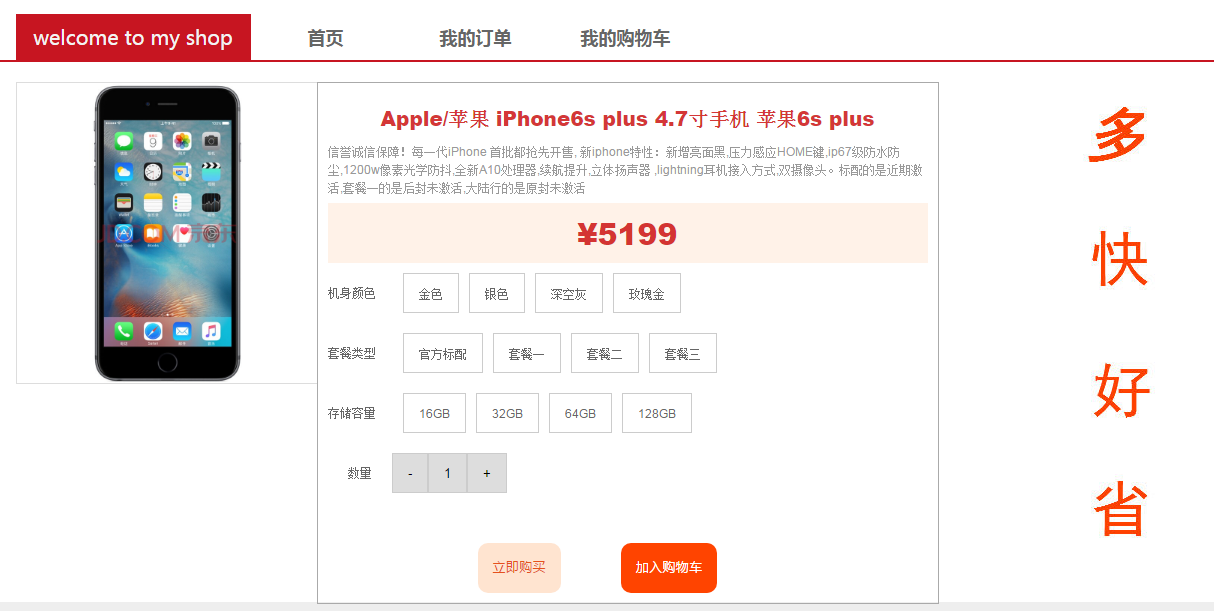 welcome to my shop
首页
我的订单
我的购物车
Apple/苹果 iPhone6s plus 4.7寸手机 苹果6s plus
信誉诚信保障！每一代iPhone 首批都抢先开售, 新iphone特性：新增亮面黑,压力感应HOME键,ip67级防水防
尘,1200w像素光学防抖,全新A10处理器,续航提升,立体扬声器 ,lightning耳机接入方式,双摄像头。标配的是近期激
活,套餐一的是后封未激活,大陆行的是原封未激活
¥5199
机身颜色 金色 银色 深空灰 玫瑰金
套餐类型 官方标配 套餐一 套餐二 套餐三
存储容量 16GB 32GB 64GB 128GB
数量 - 1 +
立即购买 加入购物车
多
快
好
省